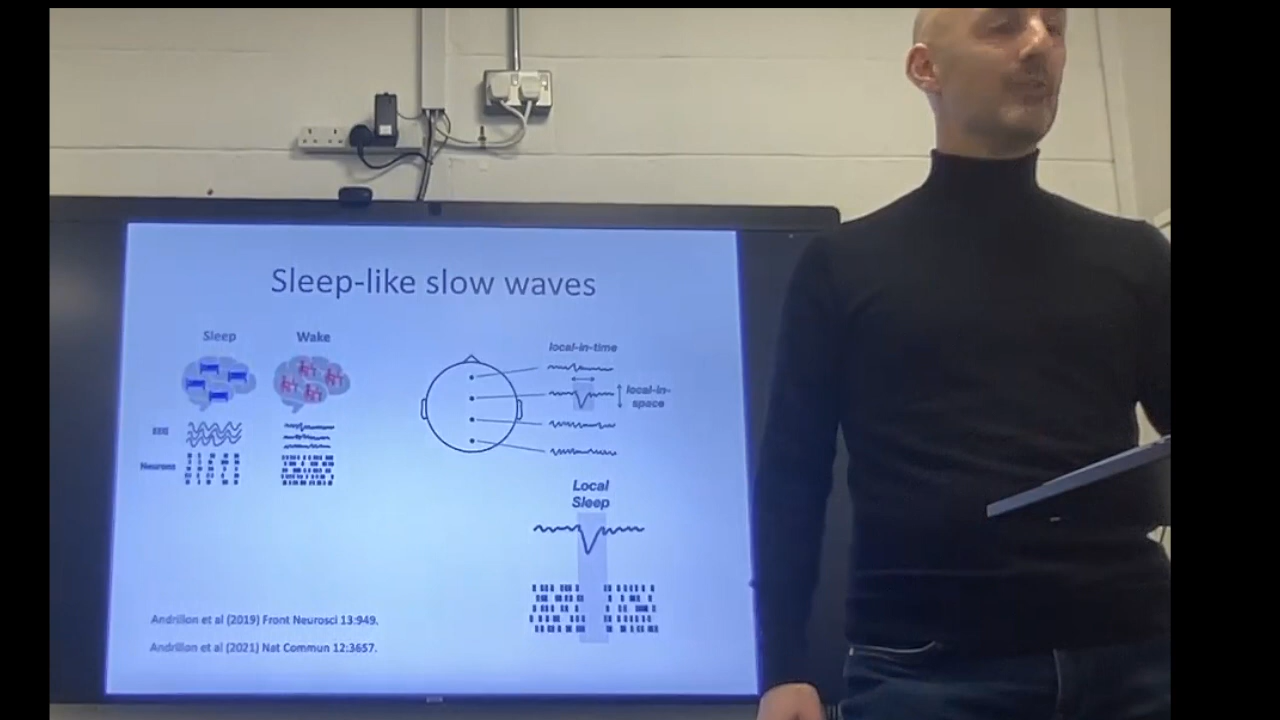 Sleep-like slow waves
Sleep
Wake
EEG
Neurons
local-in-time
local-in-
space
Local
Sleep
Andrillon et al (2019) Front Neurosci 13:949.
Andrillon et al (2021) Nat Commun 12:3657.